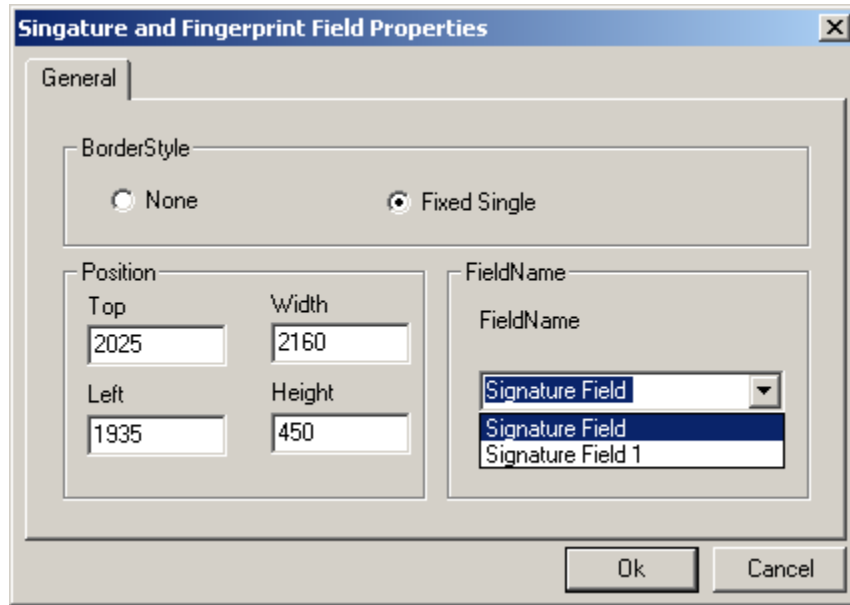 Singature and Fingerprint Field Properties
General
BorderStyle
None Fixed Single
Position
Top Width
2025 2160
Left Height
1935 450
FieldName
FieldName
Signature Field
Signature Field
Signature Field 1
Ok Cancel